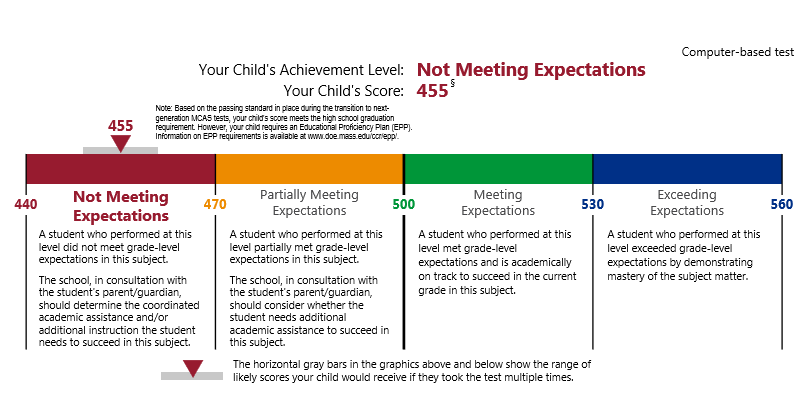 Computer-based test
Your Child's Achievement Level: Not Meeting Expectations
Your Child's Score: 455§
Note: Based on the passing standard in place during the transition to next-
generation MCAS tests, your child's score meets the high school graduation
requirement. However, your child requires an Educational Proficiency Plan (EPP).
Information on EPP requirements is available at www.doe.mass.edu/ccr/epp/.
455
440
Not Meeting
Expectations
470
Partially Meeting
Expectations
500
Meeting
Expectations
530
Exceeding
Expectations
560
A student who performed at this
level did not meet grade-level
expectations in this subject.
The school, in consultation with
the student's parent/guardian,
should determine the coordinated
academic assistance and/or
additional instruction the student
needs to succeed in this subject.
A student who performed at this
level partially met grade-level
expectations in this subject.
The school, in consultation with
the student's parent/guardian,
should consider whether the
student needs additional
academic assistance to succeed in
this subject.
A student who performed at this
level met grade-level
expectations and is academically
on track to succeed in the current
grade in this subject.
A student who performed at this
level exceeded grade-level
expectations by demonstrating
mastery of the subject matter.
The horizontal gray bars in the graphics above and below show the range of
likely scores your child would receive if they took the test multiple times.